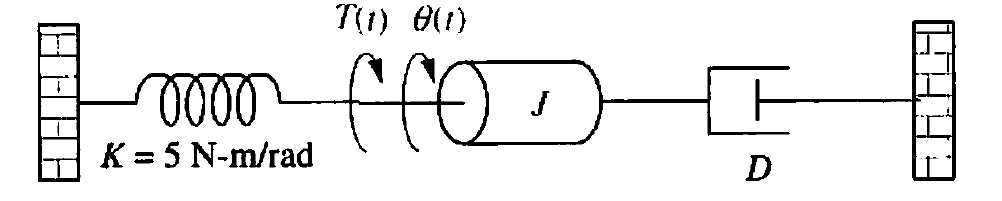 T(t) θ(t)
J
K = 5 N-m/rad
D